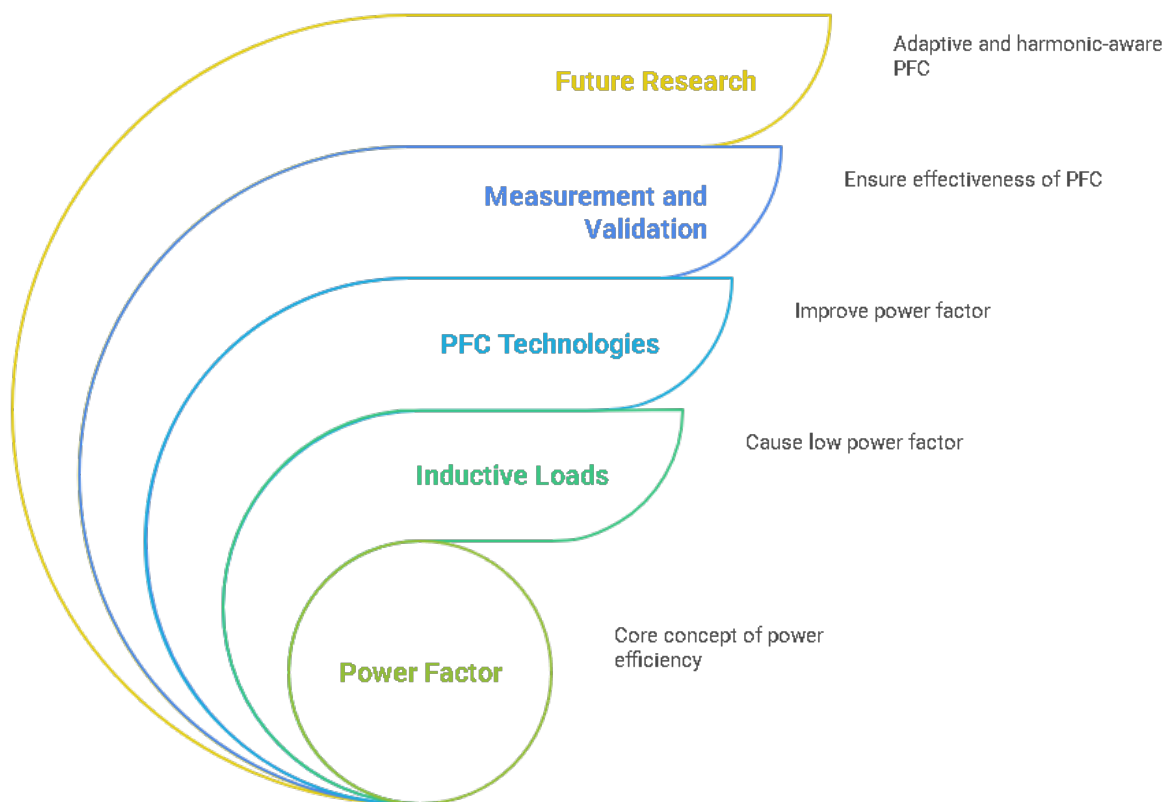 Future Research
Adaptive and harmonic-aware
PFC
Measurement and
Validation
Ensure effectiveness of PFC
PFC Technologies
Improve power factor
Inductive Loads
Cause low power factor
Power Factor
Core concept of power
efficiency